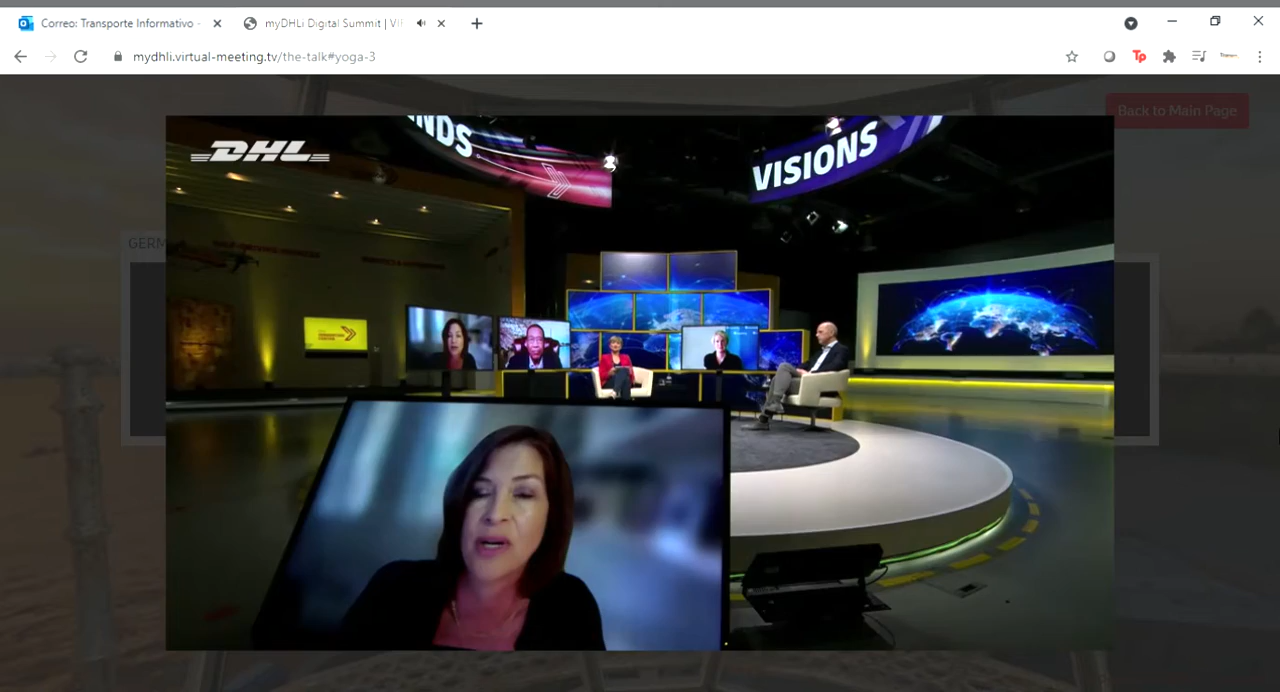 Correo: Transporte Informativo -
myDHLi Digital Summit | VI
mydhli.virtual-meeting.tv/the-talk#yoga-3
Tp
Back to Main Page
DHL
NDS
VISIONS
GERM